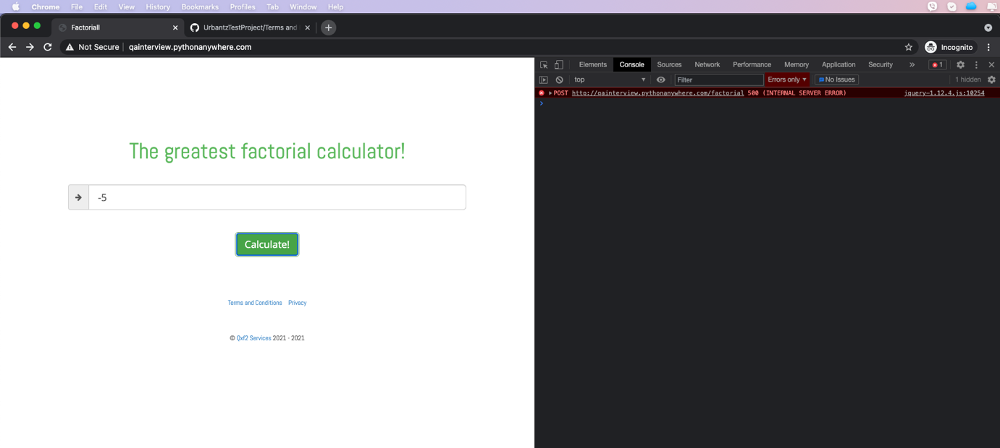 Chrome File Edit View History Bookmarks Profiles Tab Window Help
Factoriall
UrbantzTestProject/Terms and
Not Secure qainterview.pythonanywhere.com
Incognito
Elements Console Sources Network Performance Memory Application Security » 1
top Filter Errors only No Issues 1 hidden
POST http://qainterview.pythonanywhere.com/factorial 500 (INTERNAL SERVER ERROR) jquery-1.12.4.js:10254
The greatest factorial calculator!
-5
Calculate!
Terms and Conditions Privacy
© Qxf2 Services 2021 - 2021